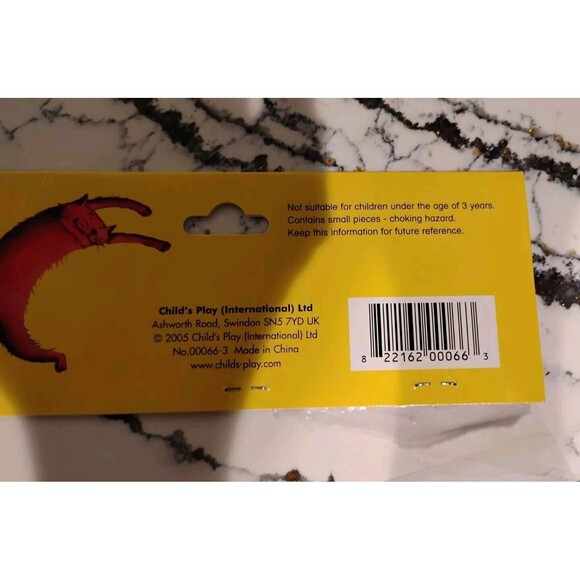 Not suitable for children under the age of 3 years.
Contains small pieces - choking hazard.
Keep this information for future reference.
Child's Play (International) Ltd
Ashworth Road, Swindon SN5 7YD UK
© 2005 Child's Play (International) Ltd
No.00066-3 Made in China
www.childs-play.com
8 22162 00066 3